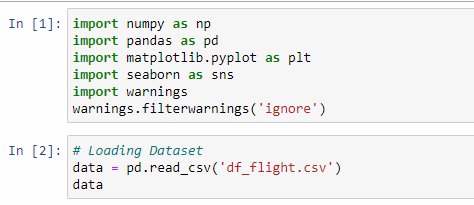 In [1]: import numpy as np
import pandas as pd
import matplotlib.pyplot as plt
import seaborn as sns
import warnings
warnings.filterwarnings('ignore')
In [2]: # Loading Dataset
data = pd.read_csv('df_flight.csv')
data